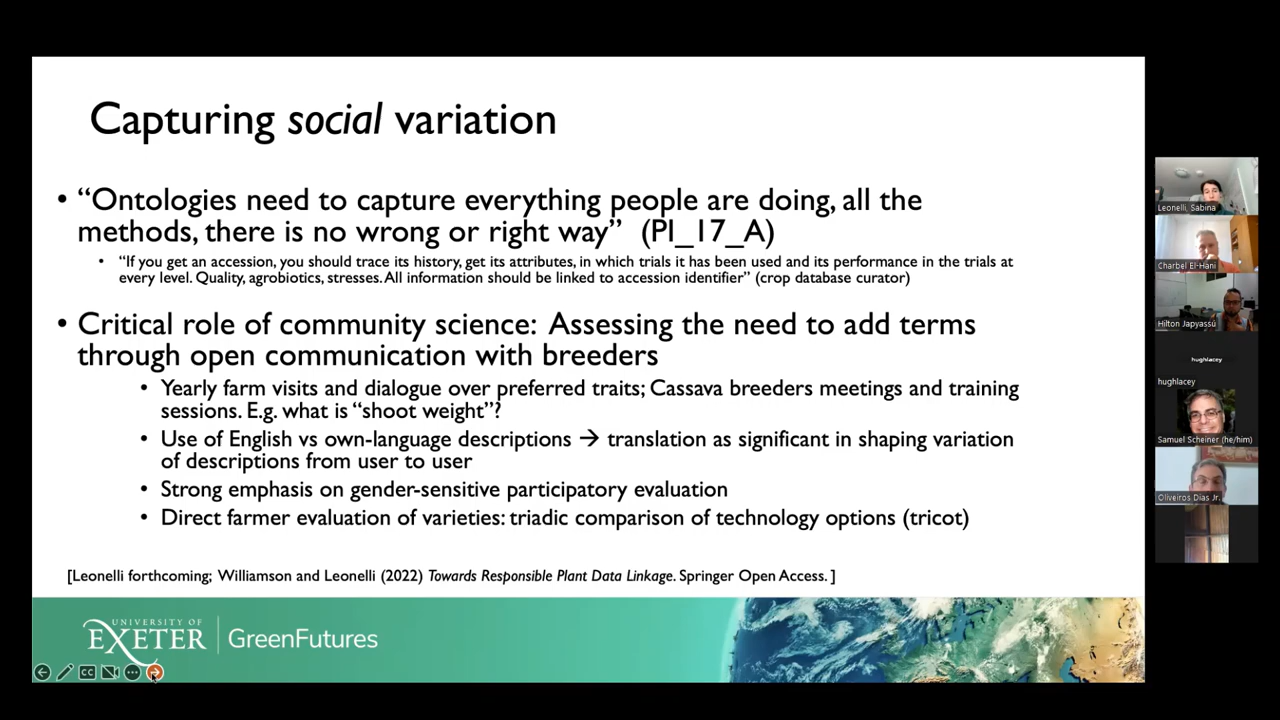 Capturing social variation
• “Ontologies need to capture everything people are doing, all the
methods, there is no wrong or right way” (PI_17_A)
• “If you get an accession, you should trace its history, get its attributes, in which trials it has been used and its performance in the trials at
every level. Quality, agrobiotics, stresses. All information should be linked to accession identifier” (crop database curator)
• Critical role of community science: Assessing the need to add terms
through open communication with breeders
• Yearly farm visits and dialogue over preferred traits; Cassava breeders meetings and training
sessions. E.g. what is “shoot weight”?
• Use of English vs own-language descriptions → translation as significant in shaping variation
of descriptions from user to user
• Strong emphasis on gender-sensitive participatory evaluation
• Direct farmer evaluation of varieties: triadic comparison of technology options (tricot)
[Leonelli forthcoming; Williamson and Leonelli (2022) Towards Responsible Plant Data Linkage. Springer Open Access. ]
UNIVERSITY OF
EXETER
GreenFutures
CC
Leonelli, Sabina
Charbel El-Hani
Hilton Japyassú
hughlacey
hughlacey
Samuel Scheiner (he/him)
Oliveiros Dias Jr.